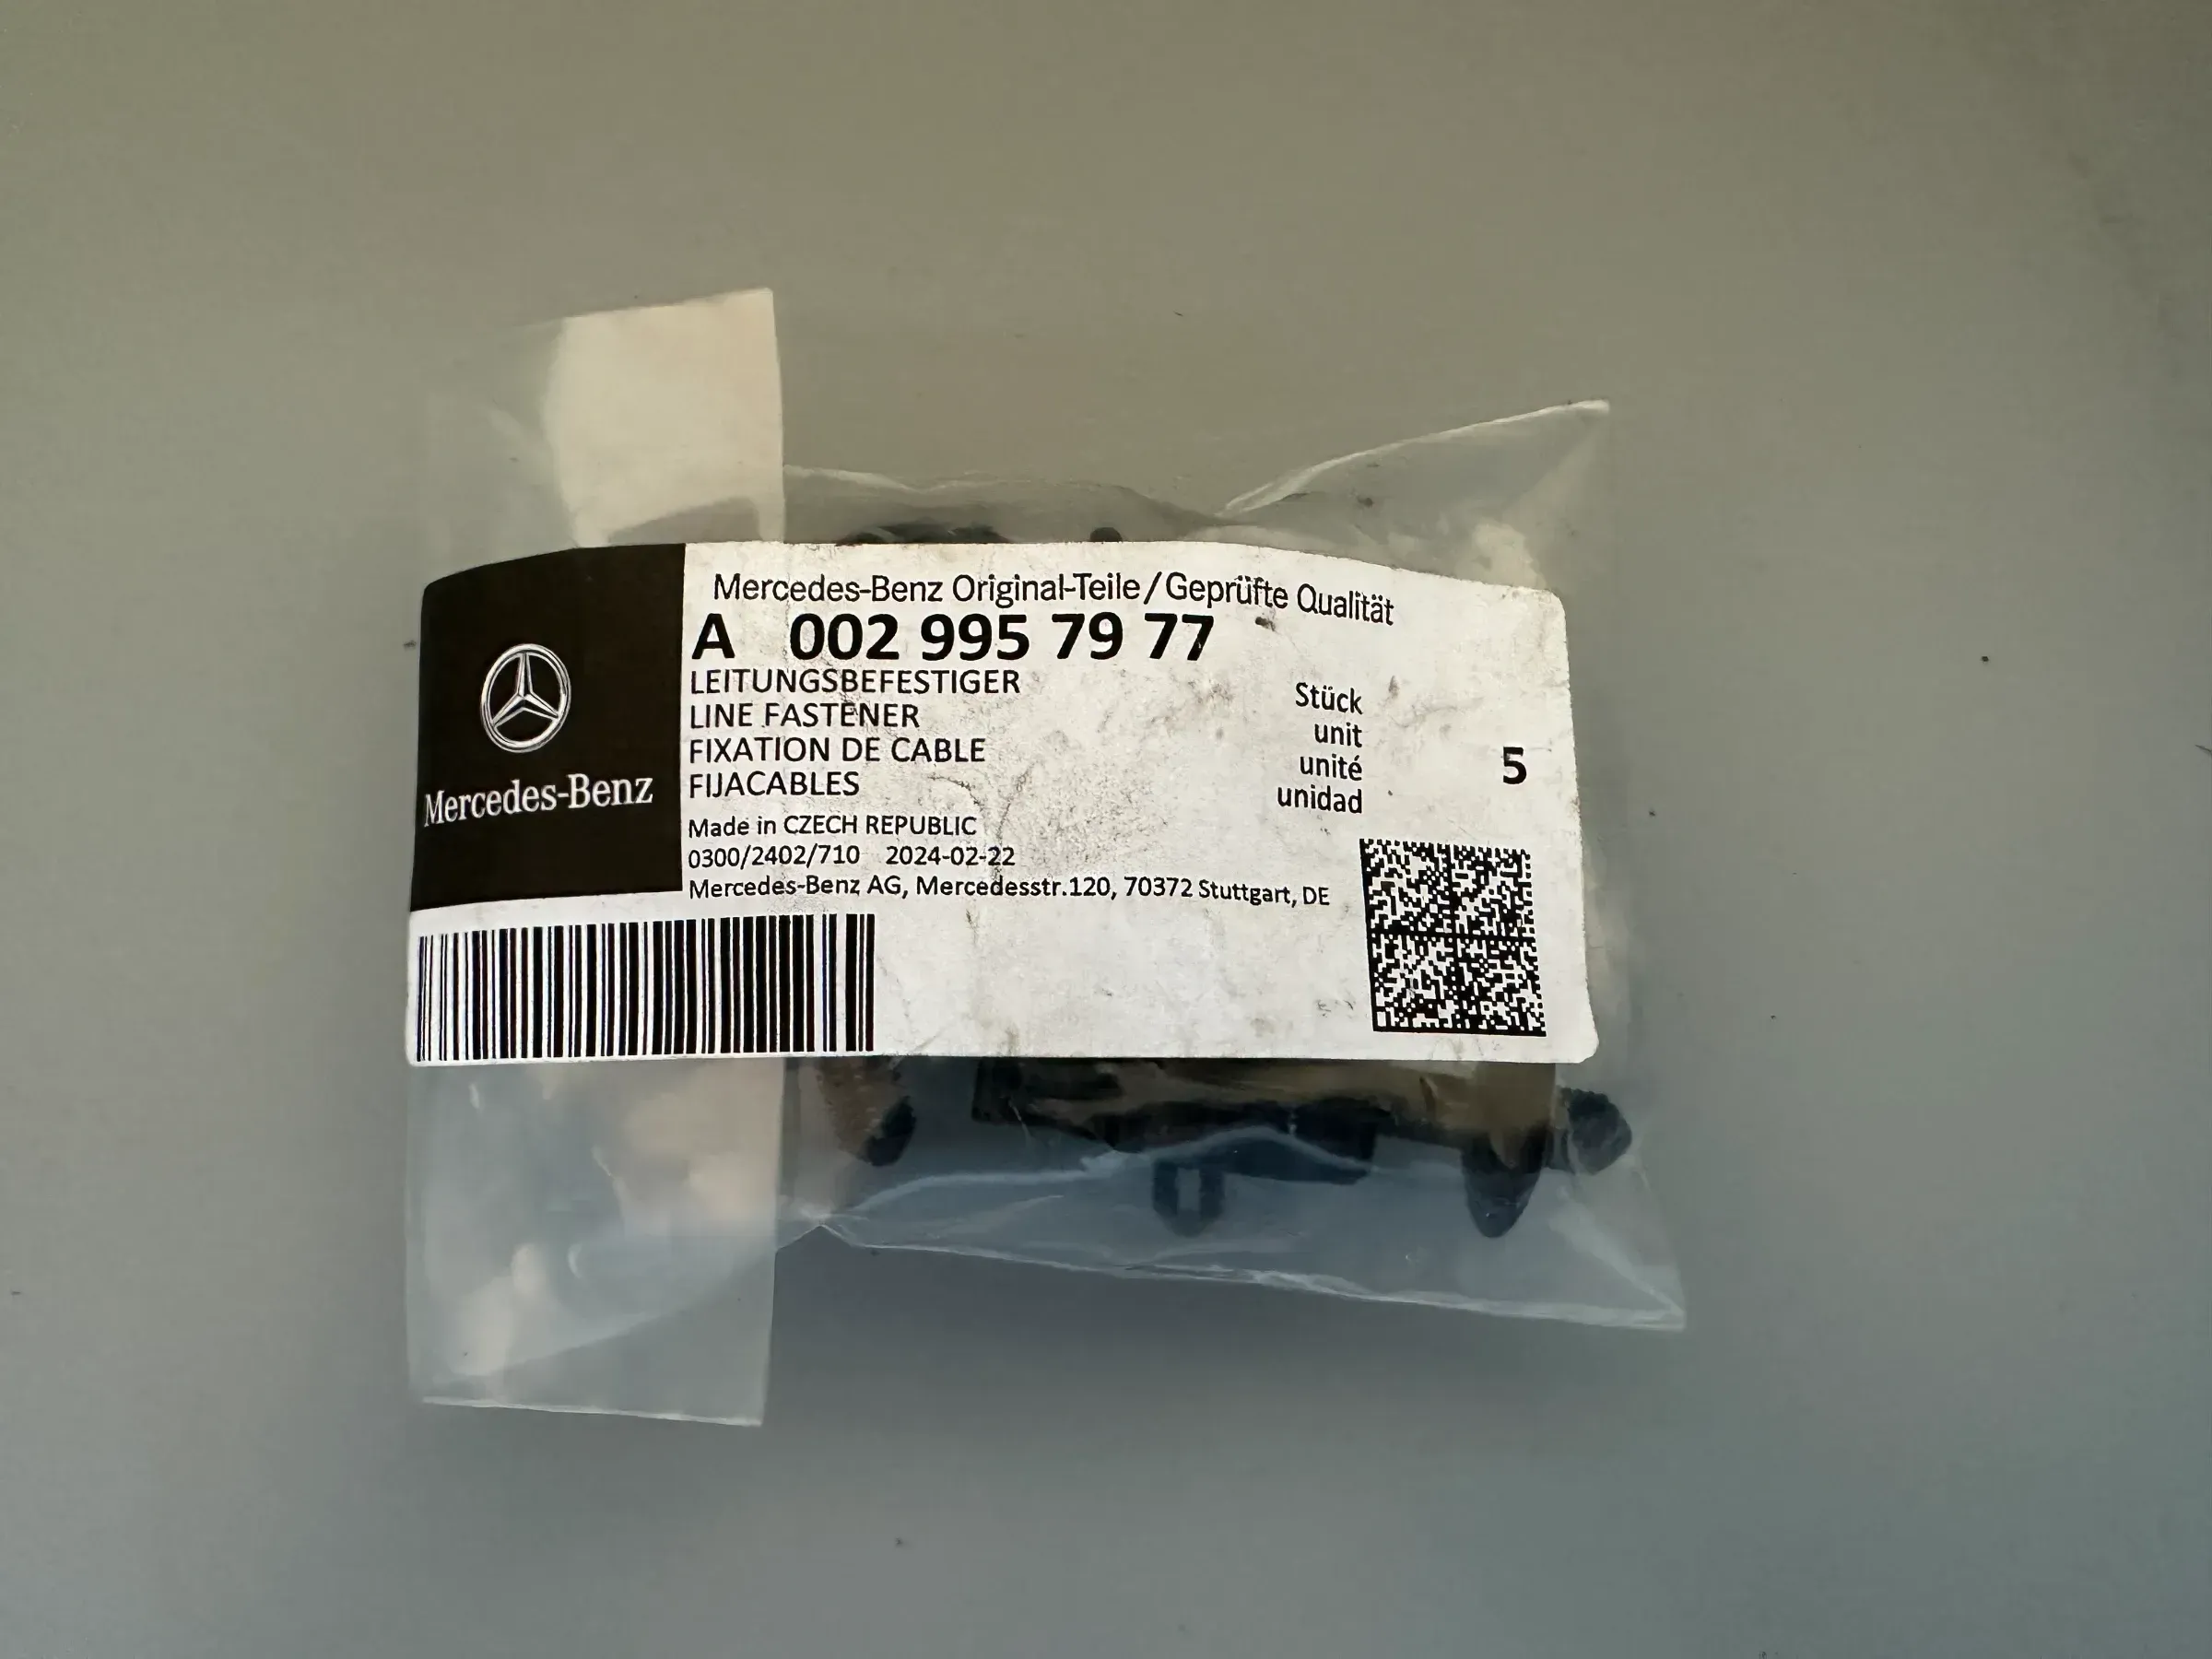 Mercedes-Benz Original-Teile/Geprüfte Qualität
A 002 995 79 77
LEITUNGSBEFESTIGER
LINE FASTENER
FIXATION DE CABLE
FIJACABLES
Stück
unit
unité
unidad
5
Made in CZECH REPUBLIC
0300/2402/710 2024-02-22
Mercedes-Benz AG, Mercedesstr.120, 70372 Stuttgart, DE
Mercedes-Benz